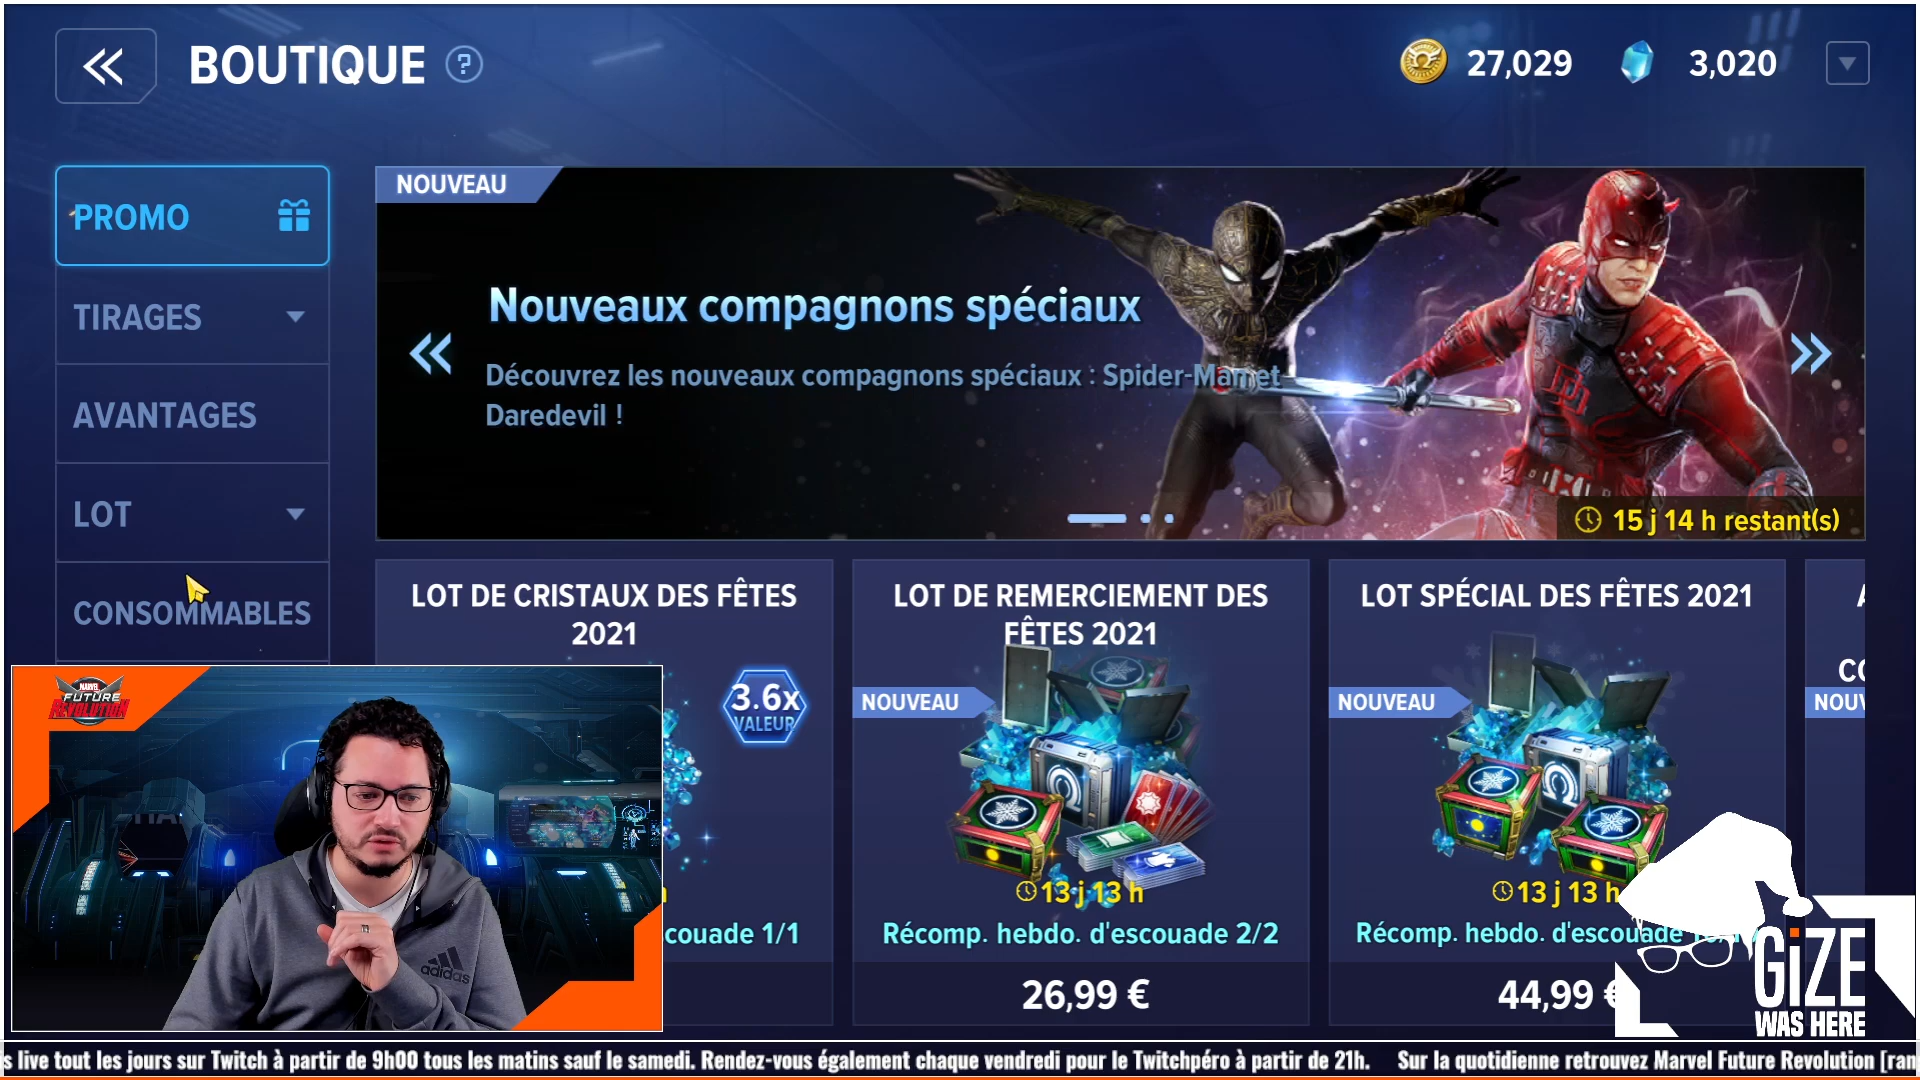 BOUTIQUE
?
27,029
3,020
PROMO
TIRAGES
AVANTAGES
LOT
CONSOMMABLES
NOUVEAU
Nouveaux compagnons spéciaux
Découvrez les nouveaux compagnons spéciaux : Spider-Man et
Daredevil !
15 j 14 h restant(s)
LOT DE CRISTAUX DES FÊTES
2021
3.6x
VALEUR
couade 1/1
LOT DE REMERCIEMENT DES
FÊTES 2021
NOUVEAU
13 j 13 h
Récomp. hebdo. d'escouade 2/2
26,99 €
LOT SPÉCIAL DES FÊTES 2021
NOUVEAU
13 j 13 h
Récomp. hebdo. d'escouade
44,99 €
NOUV
MARVEL
FUTURE
REVOLUTION
adidas
GiZE
WAS HERE
s live tout les jours sur Twitch à partir de 9h00 tous les matins sauf le samedi. Rendez-vous également chaque vendredi pour le Twitchpéro à partir de 21h. Sur la quotidienne retrouvez Marvel Future Revolution [ran